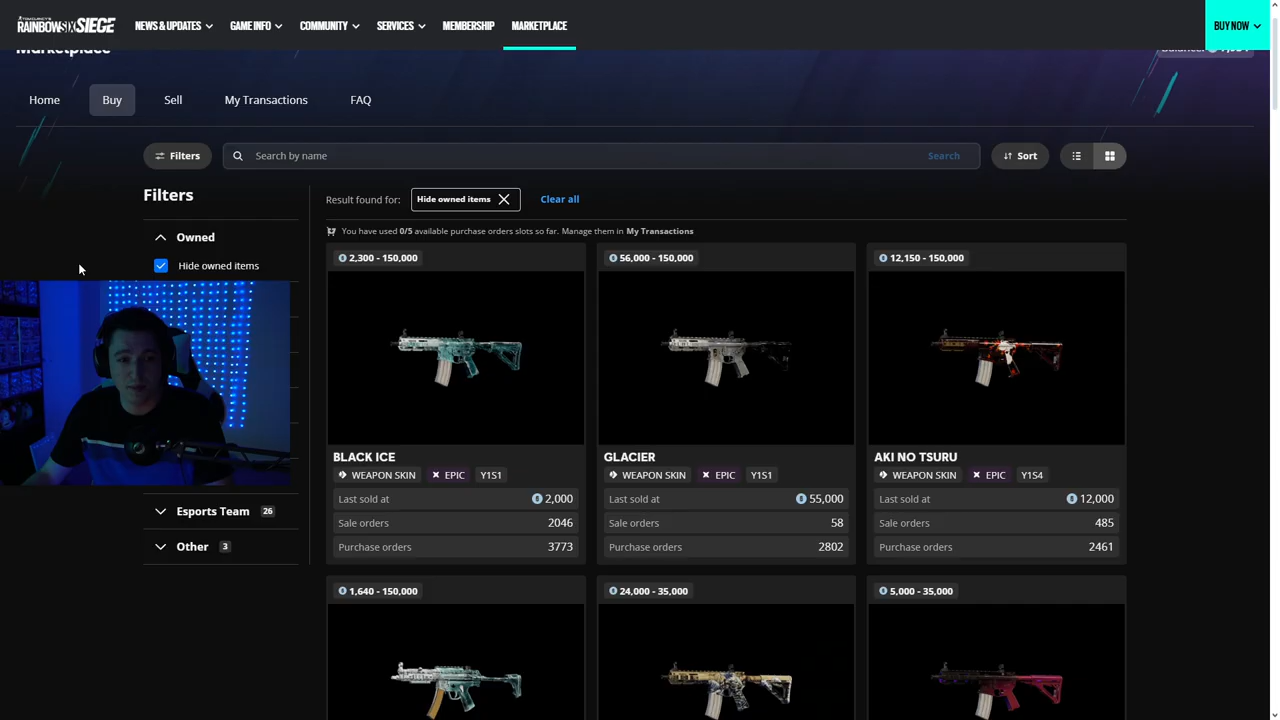 RAINBOWSIX SIEGE
NEWS & UPDATES
GAME INFO
COMMUNITY
SERVICES
MEMBERSHIP
MARKETPLACE
BUY NOW
Marketplace
Home
Buy
Sell
My Transactions
FAQ
Filters
Search by name
Search
Sort
Filters
Result found for:
Hide owned items
Clear all
You have used 0/5 available purchase orders slots so far. Manage them in My Transactions
Owned
Hide owned items
Esports Team 26
Other 3
2,300 - 150,000
BLACK ICE
WEAPON SKIN EPIC Y1S1
Last sold at 2,000
Sale orders 2046
Purchase orders 3773
56,000 - 150,000
GLACIER
WEAPON SKIN EPIC Y1S1
Last sold at 55,000
Sale orders 58
Purchase orders 2802
12,150 - 150,000
AKI NO TSURU
WEAPON SKIN EPIC Y1S4
Last sold at 12,000
Sale orders 485
Purchase orders 2461
1,640 - 150,000
24,000 - 35,000
5,000 - 35,000